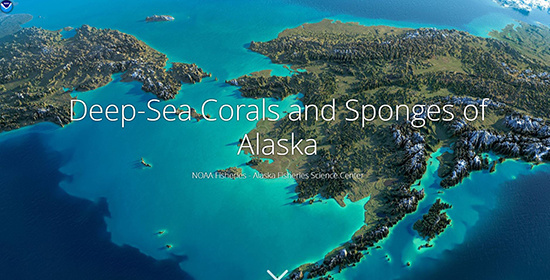 Deep-Sea Corals and Sponges of
Alaska
NOAA Fisheries - Alaska Fisheries Science Center